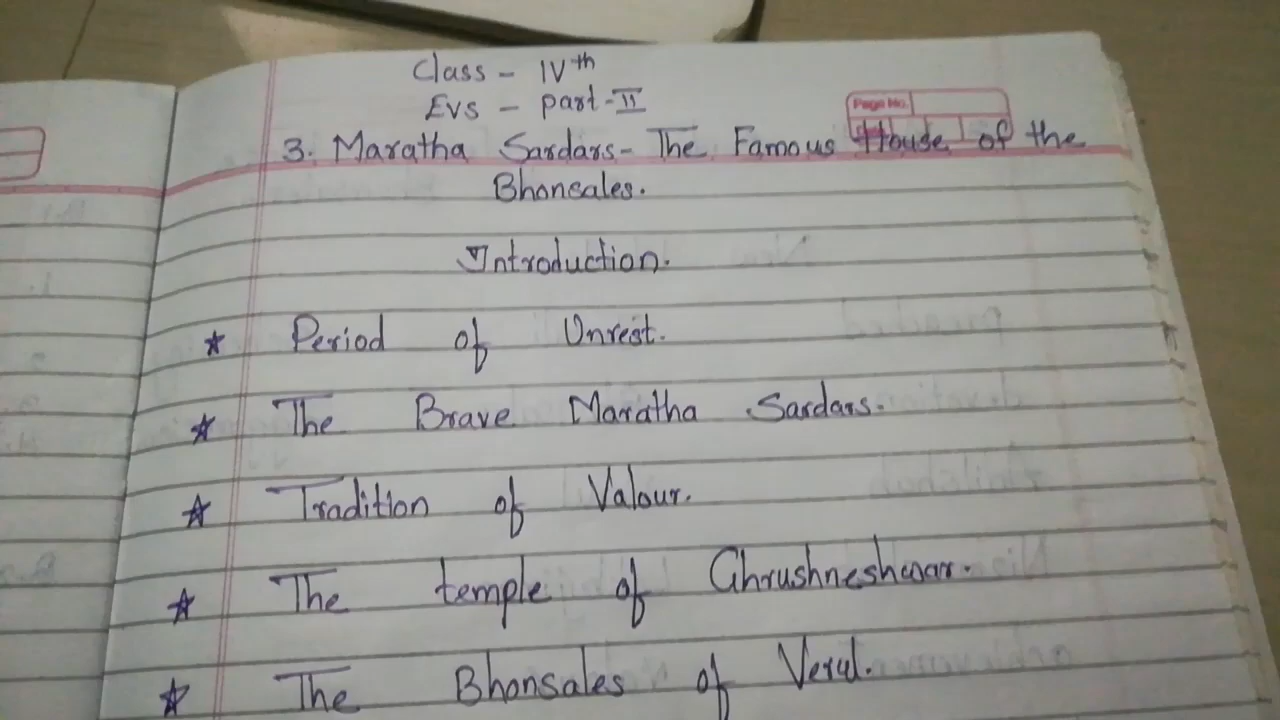 Class - IVth
EVS - Part-II
Page No.
3. Maratha Sardars- The Famous House of the
Bhonsales.
Introduction.
☆ Period of Unrest.
☆ The Brave Maratha Sardars.
☆ Tradition of Valour.
☆ The temple of Ghrushneshwar.
☆ The Bhonsales of Verul.